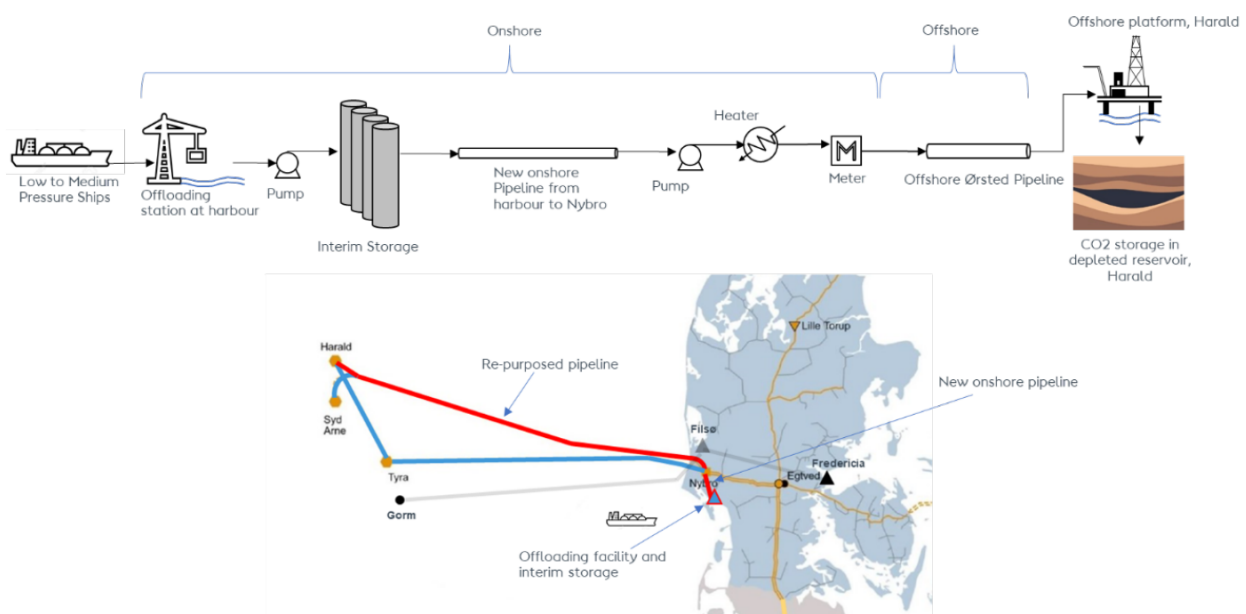 Onshore
Offshore
Offshore platform, Harald
Low to Medium
Pressure Ships
Offloading
station at harbour
Pump
Interim Storage
New onshore
Pipeline from
harbour to Nybro
Pump
Heater
M
Meter
Offshore Ørsted Pipeline
CO2 storage in
depleted reservoir,
Harald
Harald
Re-purposed pipeline
Lille Torup
New onshore pipeline
Syd
Arne
Filsø
Tyra
Nybro
Egtved
Fredericia
Gorm
Offloading facility and
interim storage